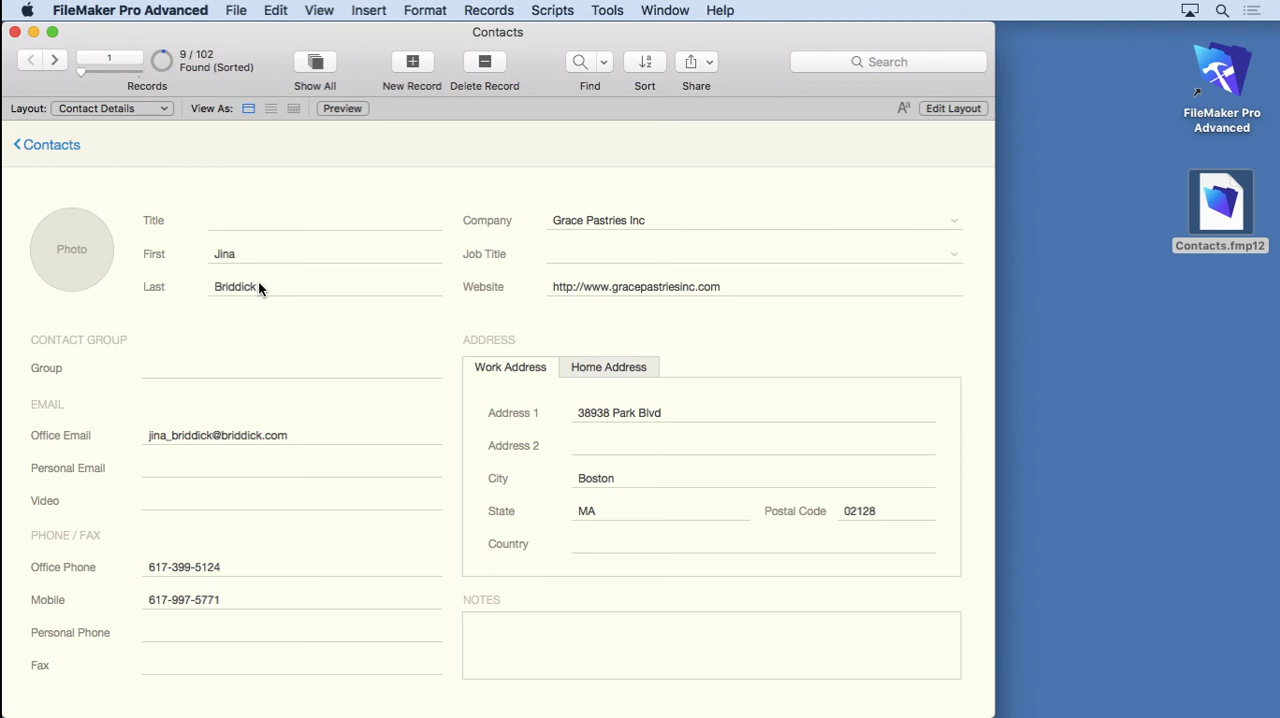 FileMaker Pro Advanced File Edit View Insert Format Records Scripts Tools Window Help
Contacts
1
9 / 102
Found (Sorted)
Records
Show All
New Record
Delete Record
Find
Sort
Share
Search
Layout: Contact Details View As: Preview Aa Edit Layout
Contacts
Photo
Title
First Jina
Last Briddick
Company Grace Pastries Inc
Job Title
Website http://www.gracepastriesinc.com
CONTACT GROUP
Group
EMAIL
Office Email jina_briddick@briddick.com
Personal Email
Video
PHONE / FAX
Office Phone 617-399-5124
Mobile 617-997-5771
Personal Phone
Fax
ADDRESS
Work Address Home Address
Address 1 38938 Park Blvd
Address 2
City Boston
State MA Postal Code 02128
Country
NOTES
FileMaker Pro
Advanced
Contacts.fmp12